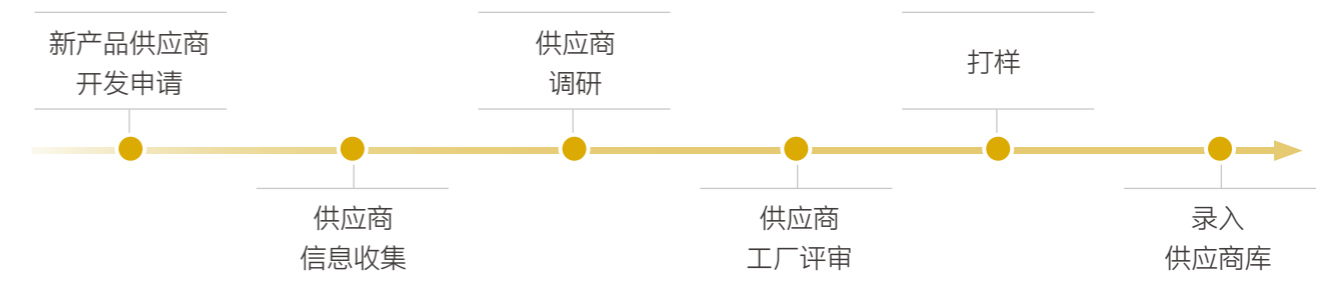 新产品供应商
开发申请
供应商
信息收集
供应商
调研
供应商
工厂评审
打样
录入
供应商库